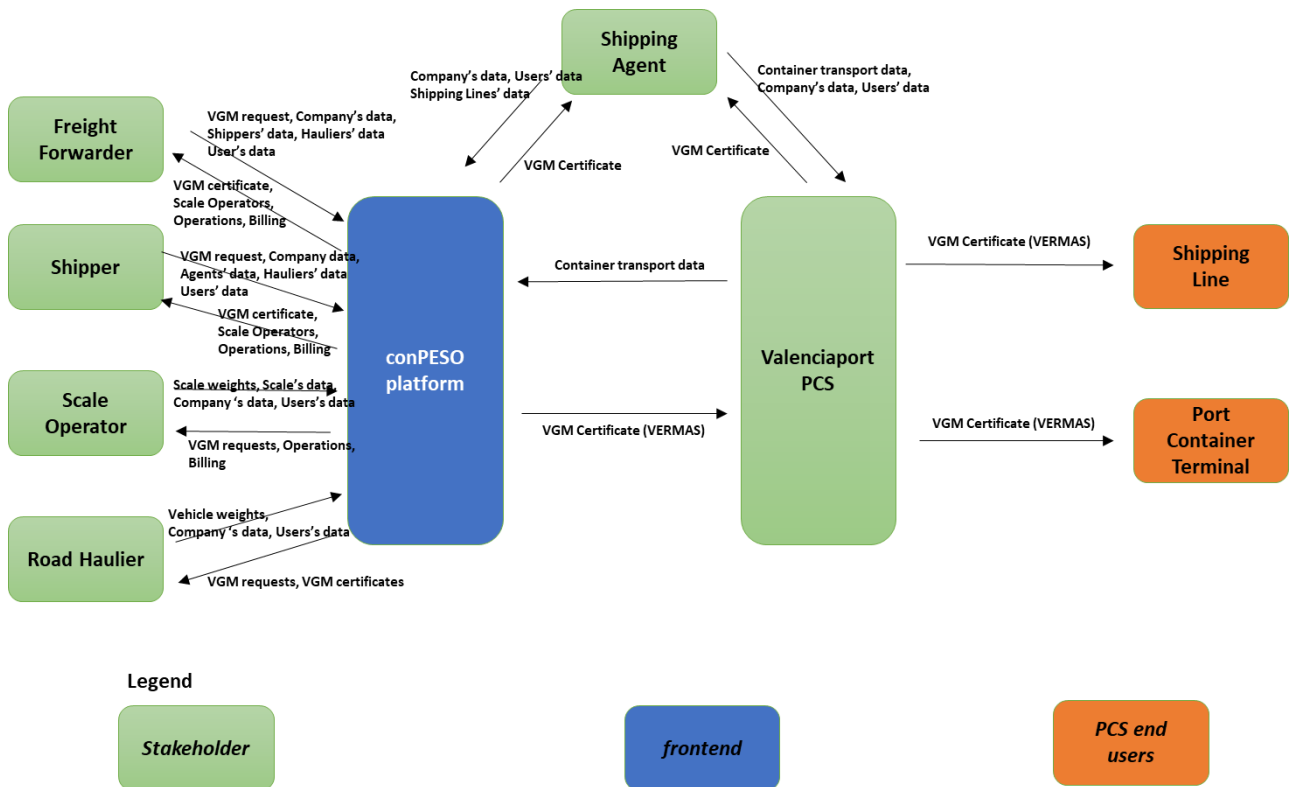 Shipping
Agent
Company's data, Users' data
Shipping Lines' data
Container transport data,
Company's data, Users' data
VGM Certificate
VGM Certificate
Freight
Forwarder
VGM request, Company's data,
Shippers' data, Hauliers' data
User's data
VGM certificate,
Scale Operators,
Operations, Billing
Shipper
VGM request, Company data,
Agents' data, Hauliers' data
Users' data
VGM certificate,
Scale Operators,
Operations, Billing
Scale
Operator
Scale weights, Scale's data,
Company 's data, Users's data
VGM requests, Operations,
Billing
Road Haulier
Vehicle weights,
Company 's data, Users's data
VGM requests, VGM certificates
conPESO
platform
Container transport data
VGM Certificate (VERMAS)
Valenciaport
PCS
VGM Certificate (VERMAS)
Shipping
Line
VGM Certificate (VERMAS)
Port
Container
Terminal
Legend
Stakeholder
frontend
PCS end
users